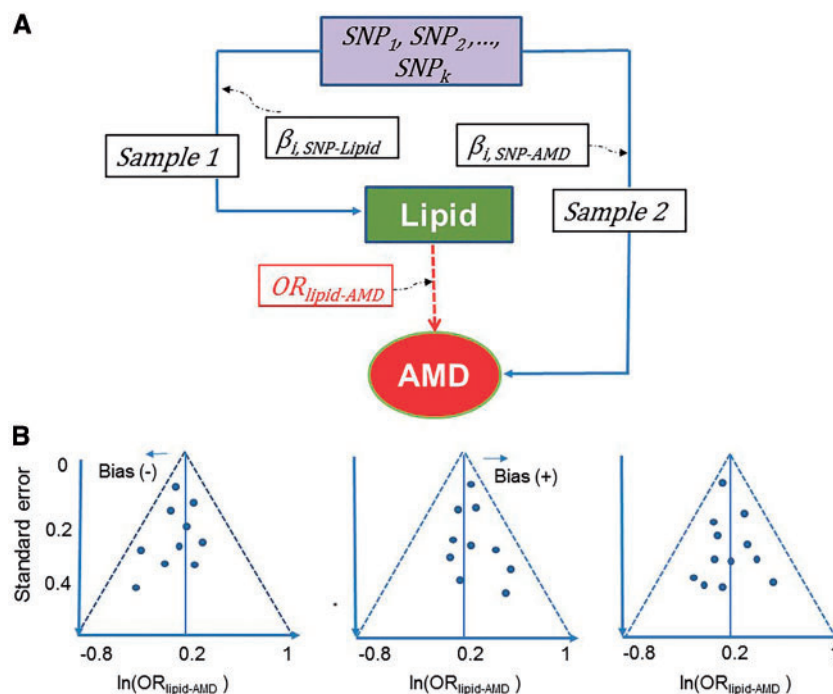 A
SNP1, SNP2,...,
SNPk
βi, SNP-Lipid
βi, SNP-AMD
Sample 1
Sample 2
Lipid
ORlipid-AMD
AMD
B
Standard error
0
0.2
0.4
Bias (-)
Bias (+)
-0.8 0.2 1
-0.8 0.2 1
-0.8 0.2 1
ln(ORlipid-AMD )
ln(ORlipid-AMD )
ln(ORlipid-AMD )